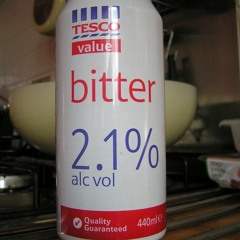 TESCO
value
bitter
2.1%
alc vol
Quality
Guaranteed
440ml e